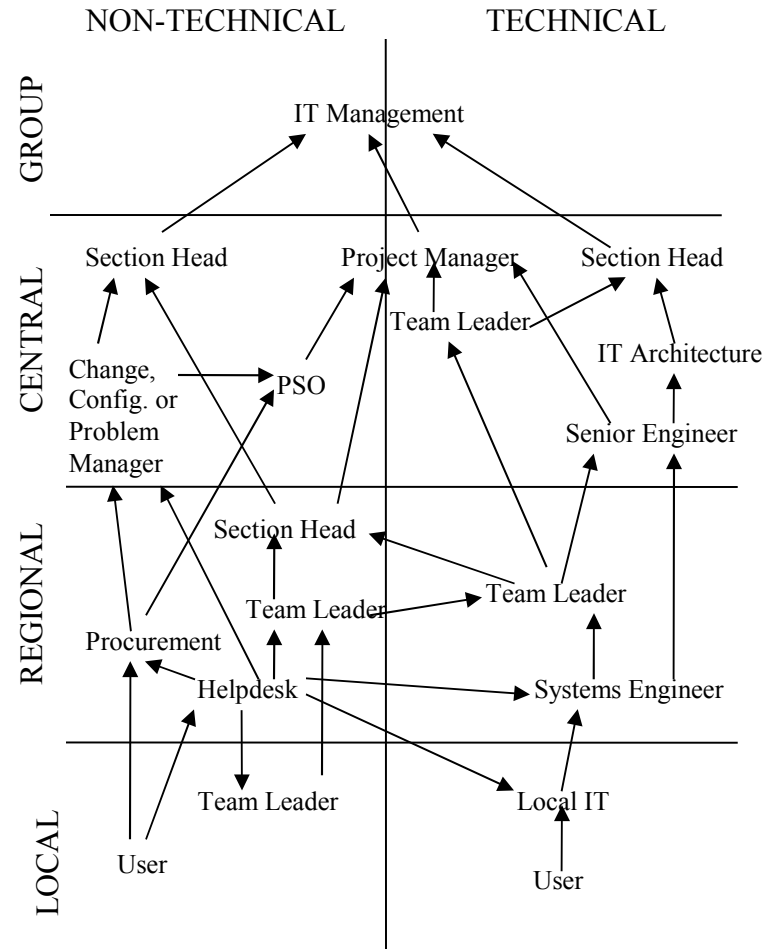 NON-TECHNICAL
TECHNICAL
GROUP
IT Management
CENTRAL
Section Head
Project Manager
Section Head
Team Leader
IT Architecture
Change,
Config. or
Problem
Manager
PSO
Senior Engineer
REGIONAL
Section Head
Team Leader
Team Leader
Procurement
Helpdesk
Systems Engineer
LOCAL
Team Leader
Local IT
User
User